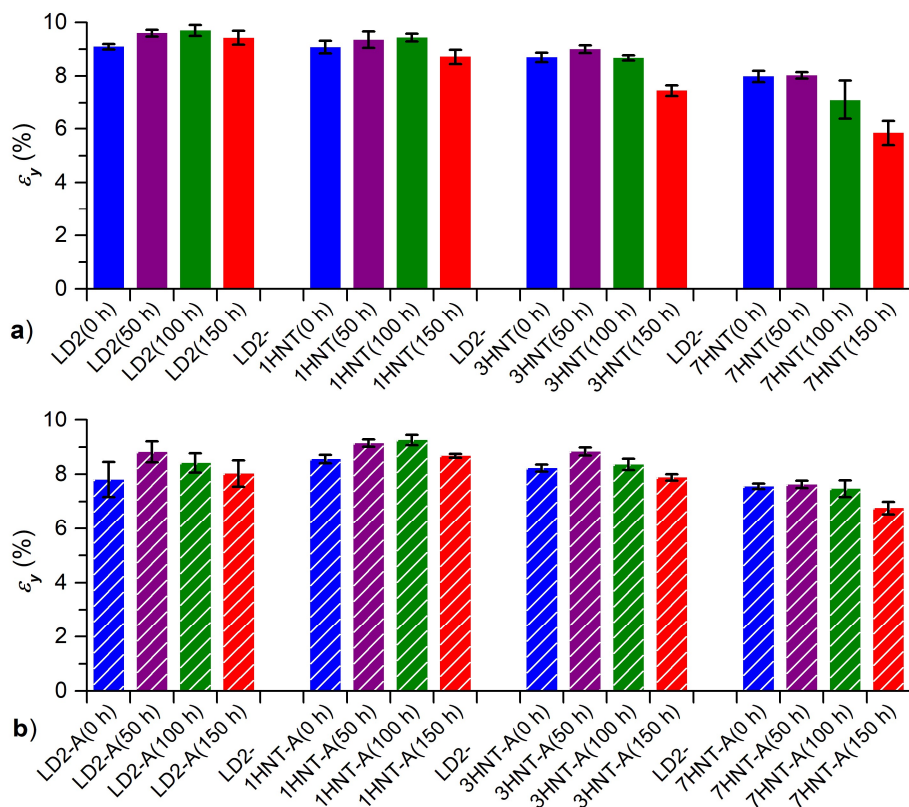 10
8
6
4
2
0
εy (%)
LD2(0 h)
LD2(50 h)
LD2(100 h)
LD2(150 h)
LD2-
1HNT(0 h)
1HNT(50 h)
1HNT(100 h)
1HNT(150 h)
LD2-
3HNT(0 h)
3HNT(50 h)
3HNT(100 h)
3HNT(150 h)
LD2-
7HNT(0 h)
7HNT(50 h)
7HNT(100 h)
7HNT(150 h)
a)
10
8
6
4
2
0
εy (%)
LD2-A(0 h)
LD2-A(50 h)
LD2-A(100 h)
LD2-A(150 h)
LD2-
1HNT-A(0 h)
1HNT-A(50 h)
1HNT-A(100 h)
1HNT-A(150 h)
LD2-
3HNT-A(0 h)
3HNT-A(50 h)
3HNT-A(100 h)
3HNT-A(150 h)
LD2-
7HNT-A(0 h)
7HNT-A(50 h)
7HNT-A(100 h)
7HNT-A(150 h)
b)